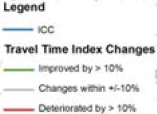 Legend
ICC
Travel Time Index Changes
Improved by > 10%
Changes within +/-10%
Deteriorated by > 10%